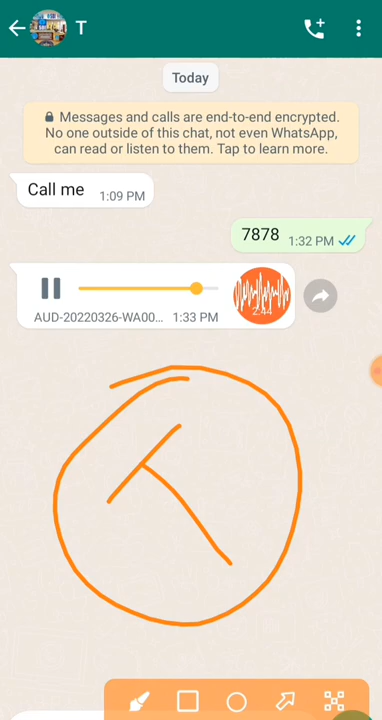 T
Today
Messages and calls are end-to-end encrypted.
No one outside of this chat, not even WhatsApp,
can read or listen to them. Tap to learn more.
Call me 1:09 PM
7878 1:32 PM
2:44
AUD-20220326-WA00... 1:33 PM
T